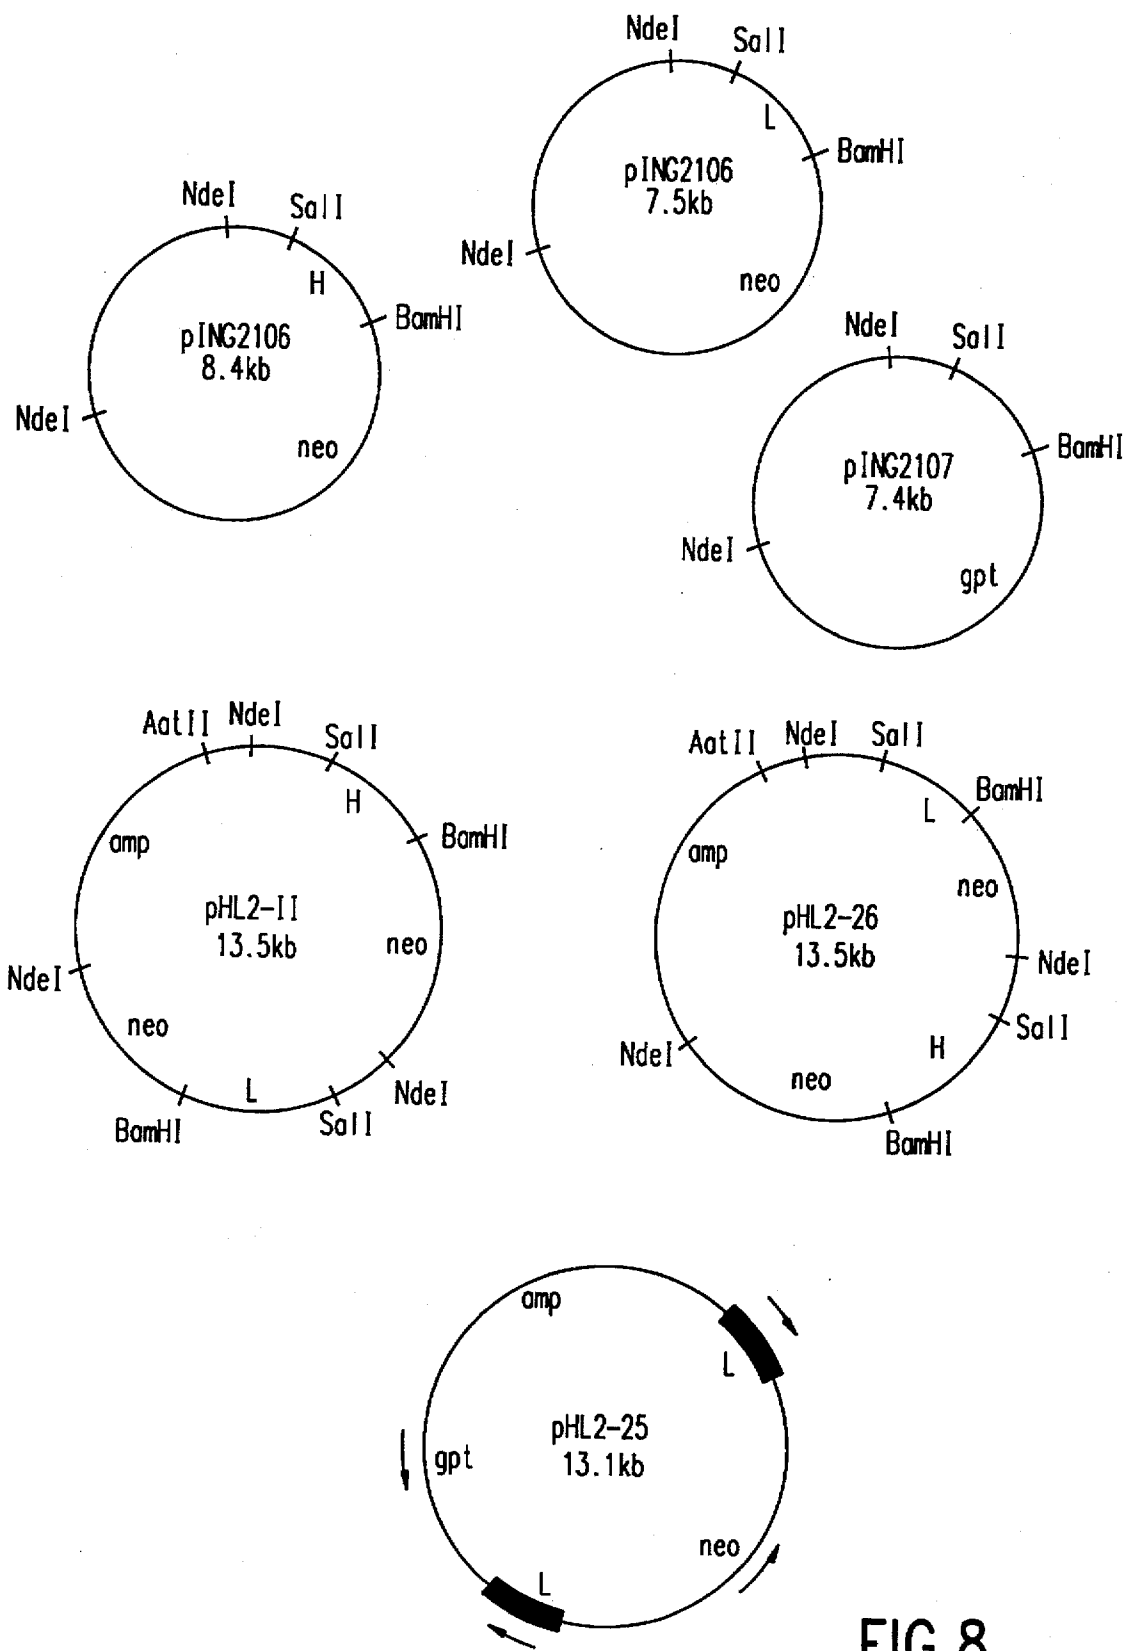 NdeI
SalI
L
BamHI
pING2106
7.5kb
NdeI
neo
NdeI
SalI
H
BamHI
pING2106
8.4kb
NdeI
neo
NdeI
SalI
BamHI
pING2107
7.4kb
NdeI
gpt
AatII
NdeI
SalI
H
BamHI
amp
pHL2-II
13.5kb
neo
NdeI
neo
L
NdeI
BamHI
SalI
AatII
NdeI
SalI
BamHI
L
amp
neo
pHL2-26
13.5kb
NdeI
SalI
H
NdeI
neo
BamHI
amp
L
pHL2-25
13.1kb
gpt
neo
L
FIG.8